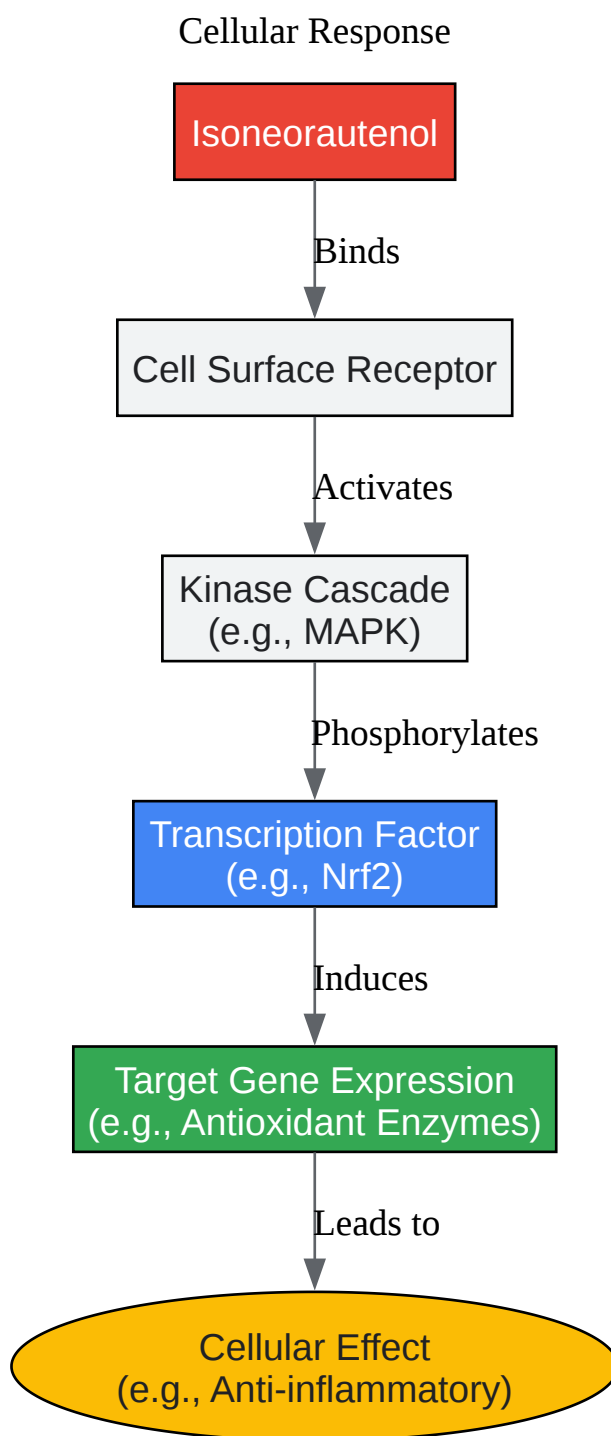 Cellular Response
Isoneorautenol
Binds
Cell Surface Receptor
Activates
Kinase Cascade
(e.g., MAPK)
Phosphorylates
Transcription Factor
(e.g., Nrf2)
Induces
Target Gene Expression
(e.g., Antioxidant Enzymes)
Leads to
Cellular Effect
(e.g., Anti-inflammatory)